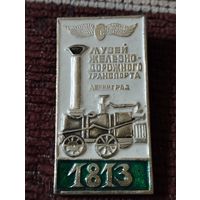 МУЗЕЙ
ЖЕЛЕЗНО-
ДОРОЖНОГО
ТРАНСПОРТА
ЛЕНИНГРАД
1813